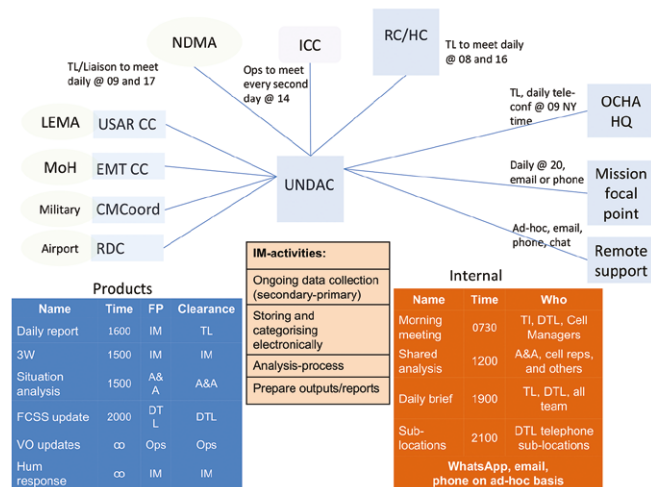 NDMA
ICC
RC/HC
TL/Liaison to meet
daily @ 09 and 17
Ops to meet
every second
day @ 14
TL to meet daily
@ 08 and 16
TL, daily tele-
conf @ 09 NY
time
OCHA
HQ
LEMA
USAR CC
MoH
EMT CC
UNDAC
Daily @ 20,
email or phone
Mission
focal
point
Military
CMCoord
Airport
RDC
Ad-hoc, email,
phone, chat
Remote
support
IM-activities:
Ongoing data collection
(secondary-primary)
Storing and
categorising
electronically
Analysis-process
Prepare outputs/reports
Products
Name Time FP Clearance
Daily report 1600 IM TL
3W 1500 IM IM
Situation
analysis 1500 A&
A A&A
FCSS update 2000 DT
L DTL
VO updates ∞ Ops Ops
Hum
response ∞ IM IM
Internal
Name Time Who
Morning
meeting 0730 Tl, DTL, Cell
Managers
Shared
analysis 1200 A&A, cell reps,
and others
Daily brief 1900 TL, DTL, all
team
Sub-
locations 2100 DTL telephone
sub-locations
WhatsApp, email,
phone on ad-hoc basis